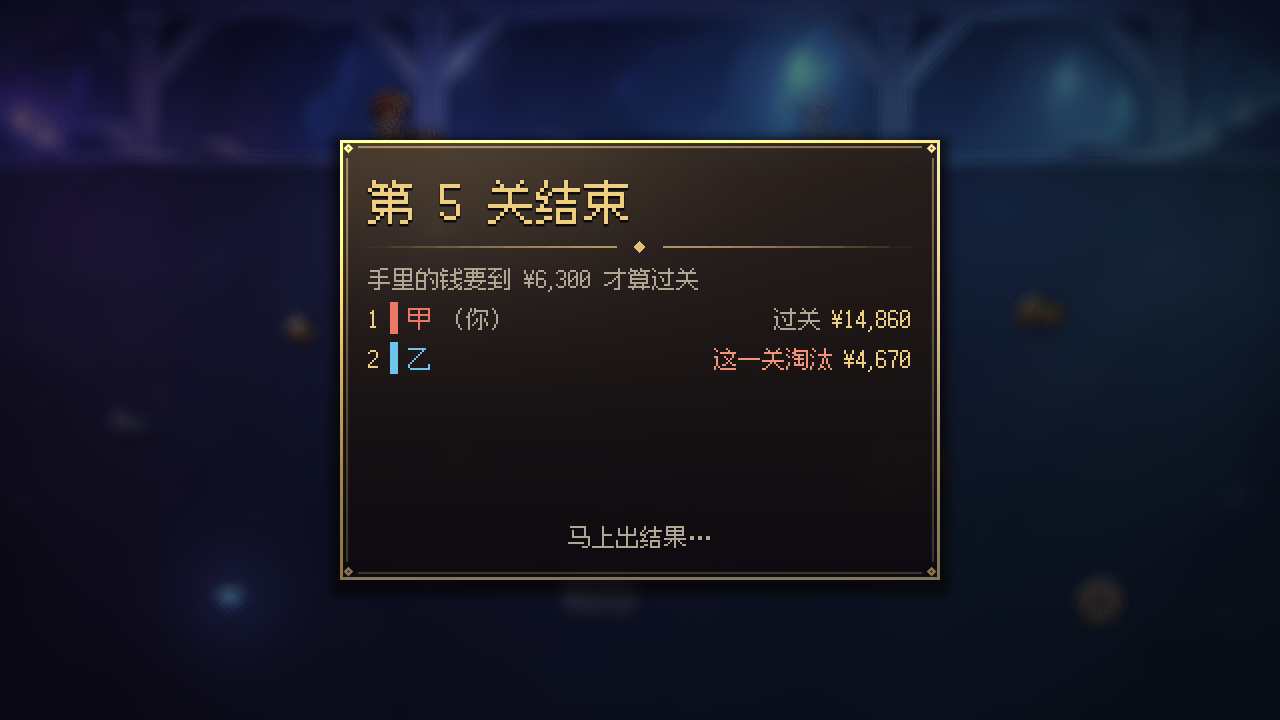 第 5 关结束
手里的钱要到 ¥6,300 才算过关
1 甲 （你） 过关 ¥14,860
2 乙 这一关淘汰 ¥4,670
马上出结果…